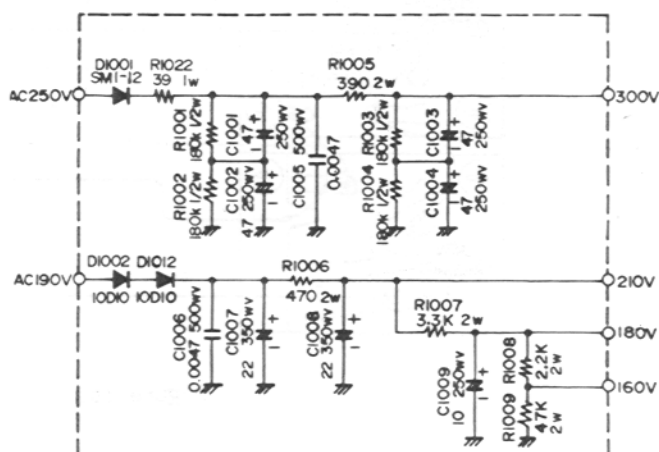 D1001
SM1-12
R1022
39 1w
R1005
390 2w
AC250V
300V
R1001
180k 1/2w
C1001
47
250wv
+
C1005 500wv
0.0047
R1003
180k 1/2w
C1003
47
250wv
+
R1002
180k 1/2w
C1002
47 250wv
+
R1004
180k 1/2w
C1004
47
250wv
+
D1002
10D10
D1012
10D10
AC190V
R1006
470 2w
210V
R1007
3.3K 2w
180V
C1006
0.0047 500wv
C1007
22 350wv
+
C1008
22 350wv
+
C1009
10 250wv
+
R1008
2.2K
2w
160V
R1009
47K
2w